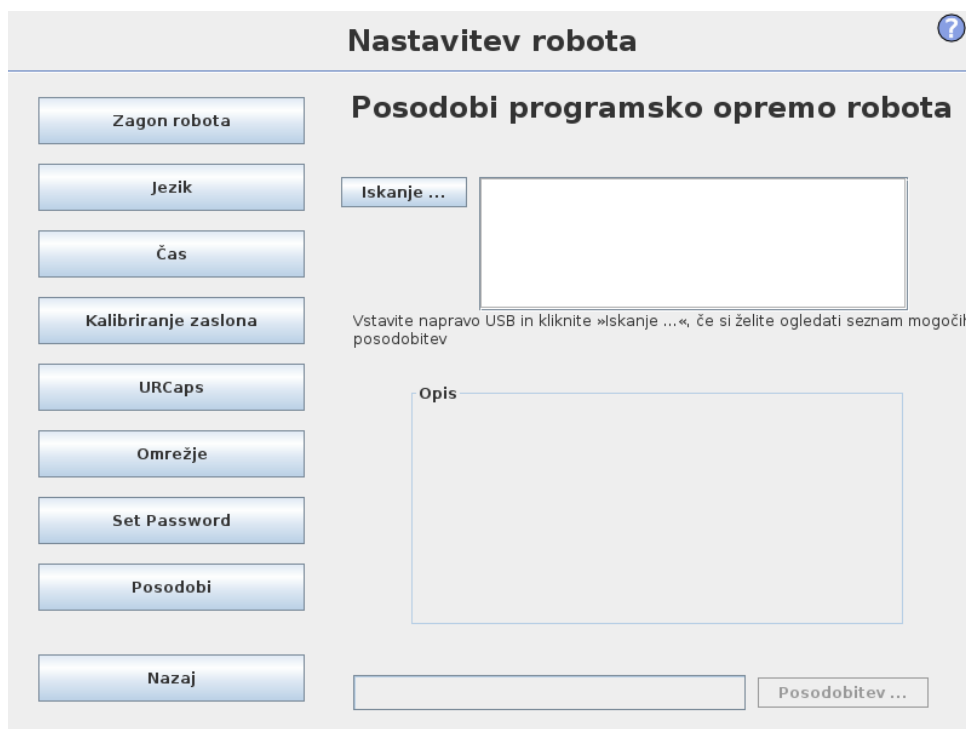 Nastavitev robota
?
Zagon robota
Jezik
Čas
Kalibriranje zaslona
URCaps
Omrežje
Set Password
Posodobi
Nazaj
Posodobi programsko opremo robota
Iskanje ...
Vstavite napravo USB in kliknite »Iskanje ...«, če si želite ogledati seznam mogočih
posodobitev
Opis
Posodobitev ...